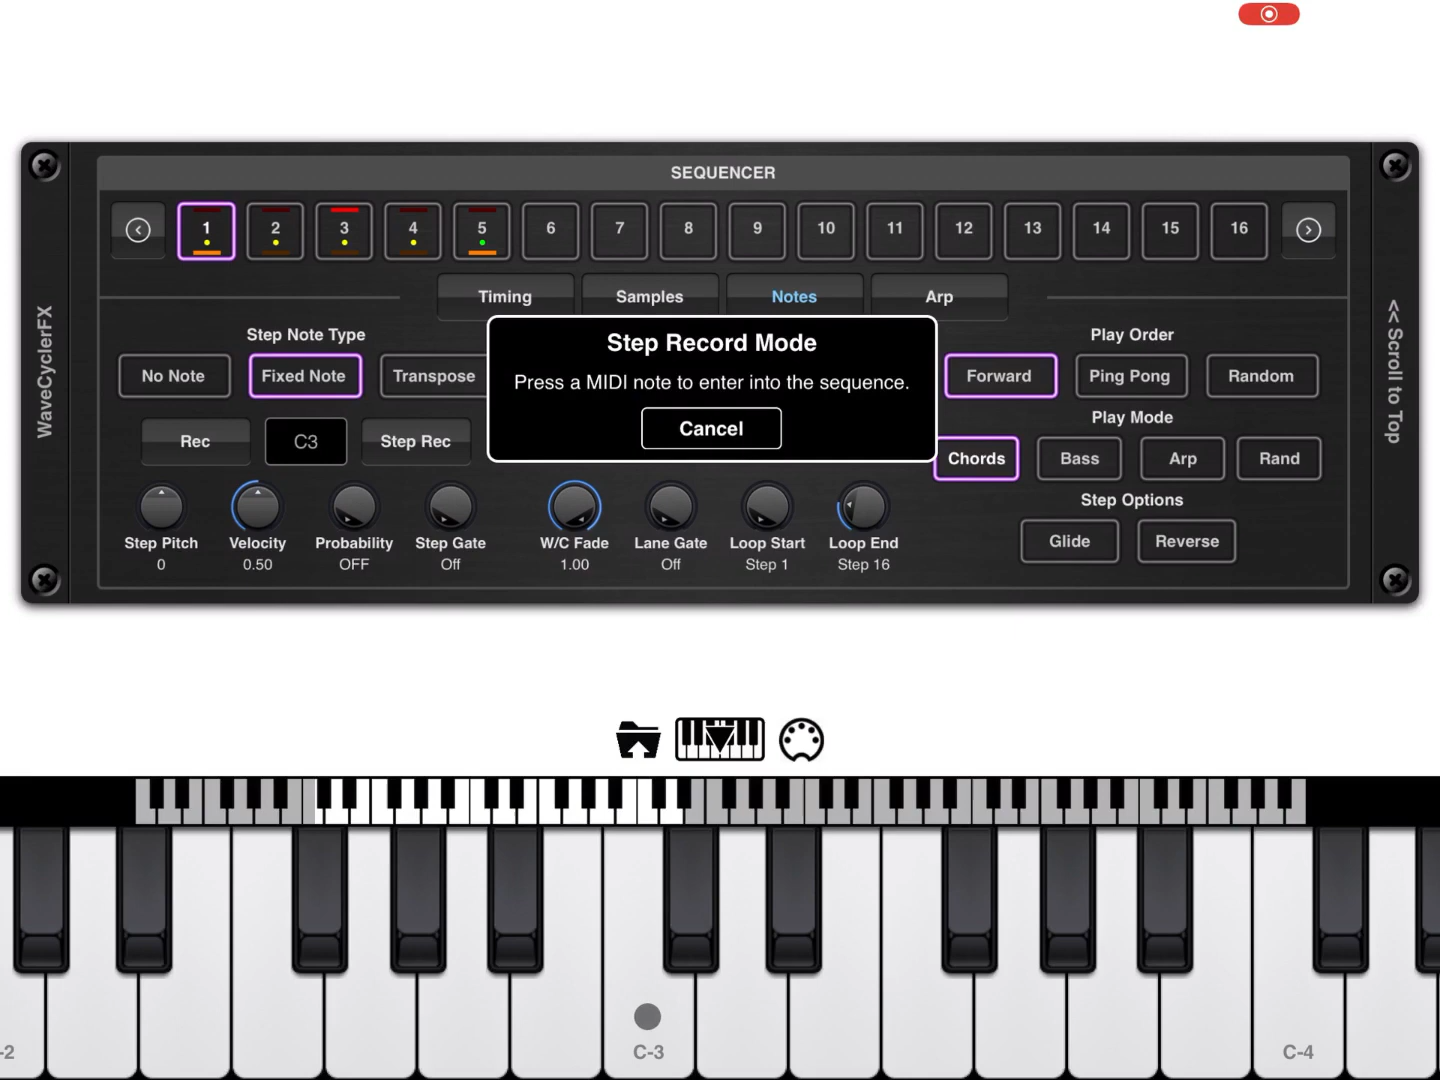 SEQUENCER
1 2 3 4 5 6 7 8 9 10 11 12 13 14 15 16
Timing Samples Notes Arp
WaveCyclerFX
<< Scroll to Top
Step Note Type
No Note Fixed Note Transpose
Rec C3 Step Rec
Step Record Mode
Press a MIDI note to enter into the sequence.
Cancel
Play Order
Forward Ping Pong Random
Play Mode
Chords Bass Arp Rand
Step Options
Glide Reverse
Step Pitch Velocity Probability Step Gate W/C Fade Lane Gate Loop Start Loop End
0 0.50 OFF Off 1.00 Off Step 1 Step 16
-2 C-3 C-4